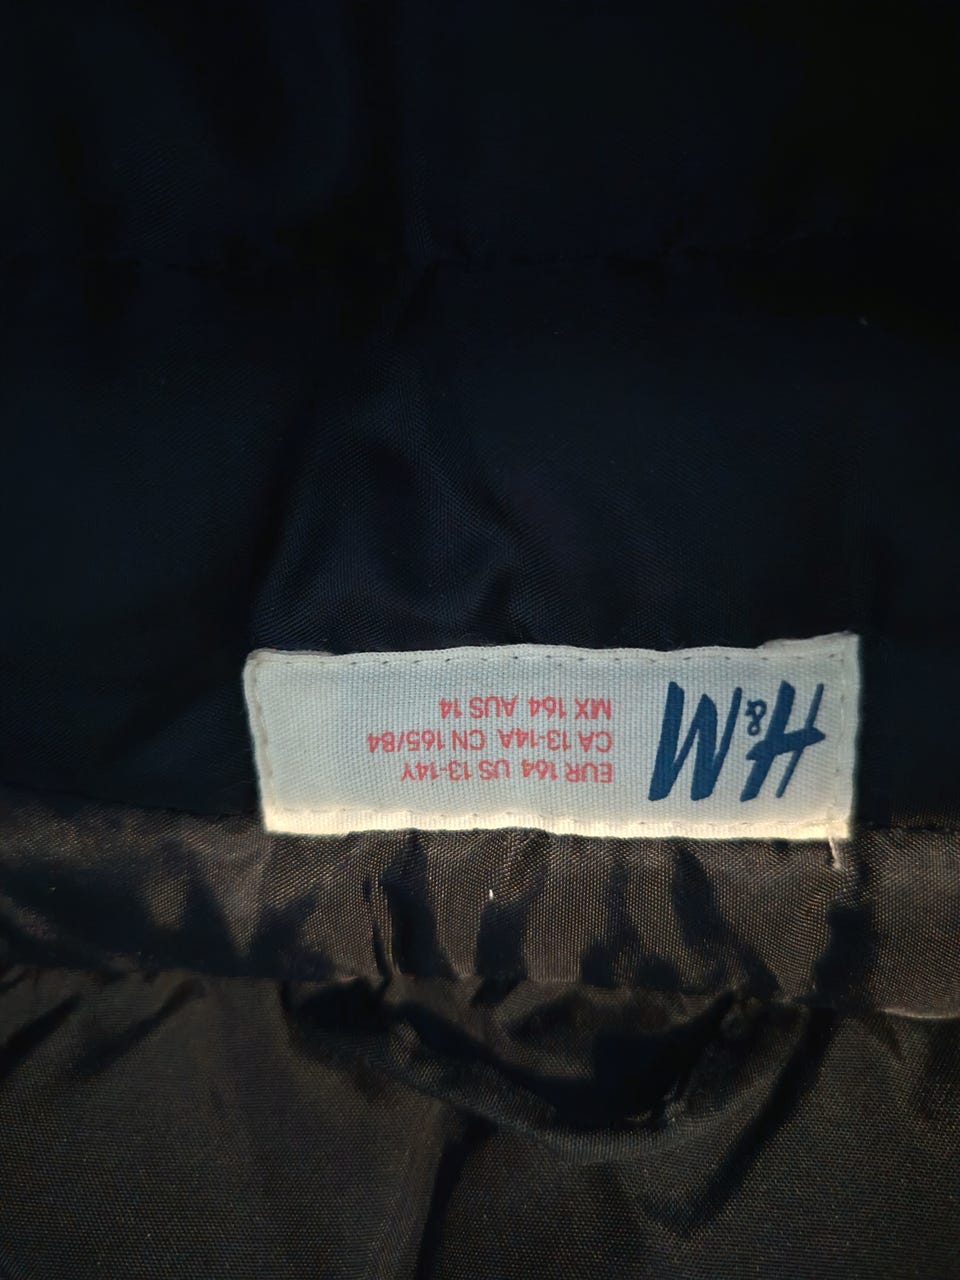 H&M
EUR 164 US 13-14Y
CA 13-14A CN 165/84
MX 164 AUS 14